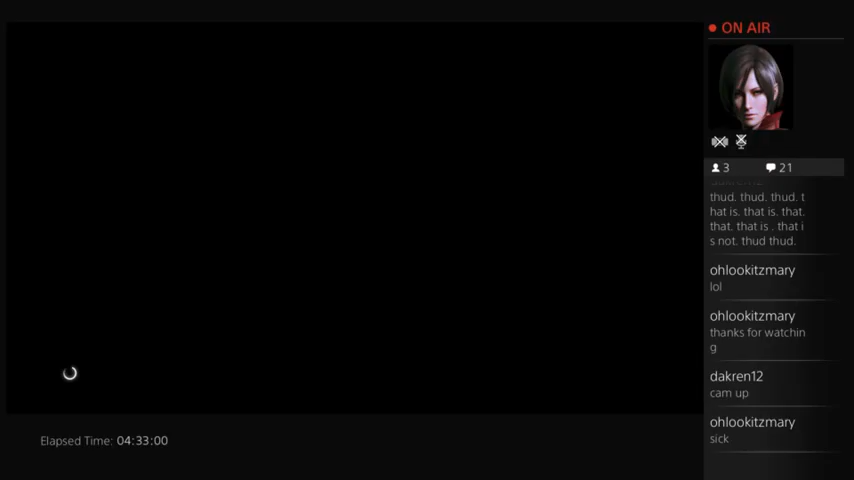 ON AIR
3 21
thud. thud. thud. t
hat is. that is. that.
that. that is . that i
s not. thud thud.
ohlookitzmary
lol
ohlookitzmary
thanks for watchin
g
dakren12
cam up
ohlookitzmary
sick
Elapsed Time: 04:33:00